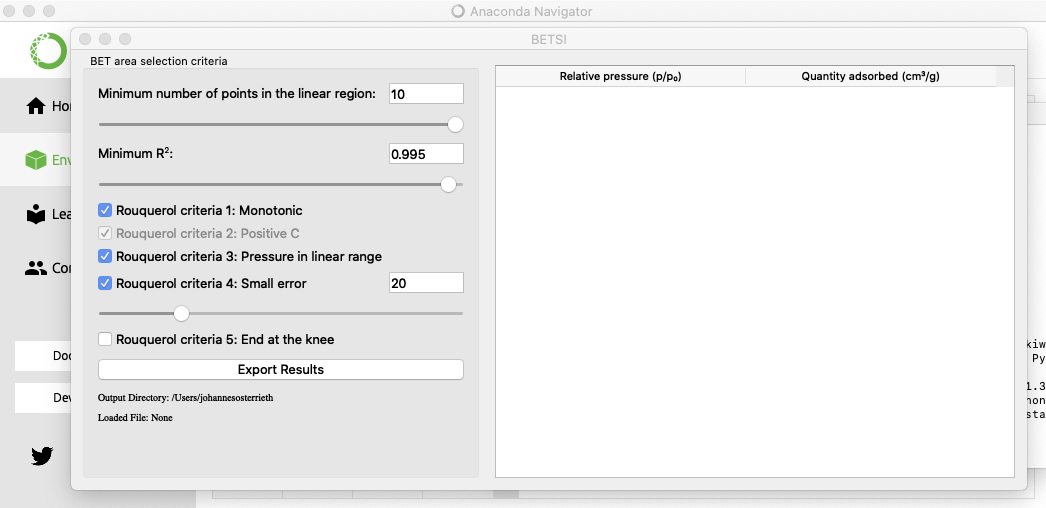 Anaconda Navigator
BETSI
BET area selection criteria
Minimum number of points in the linear region: 10
Minimum R²: 0.995
Rouquerol criteria 1: Monotonic
Rouquerol criteria 2: Positive C
Rouquerol criteria 3: Pressure in linear range
Rouquerol criteria 4: Small error 20
Rouquerol criteria 5: End at the knee
Export Results
Output Directory: /Users/johannesosterrieth
Loaded File: None
Relative pressure (p/p₀) Quantity adsorbed (cm³/g)
Ho
Env
Lea
Co
Doc
Dev
kiw
Py
1.3
non
sta